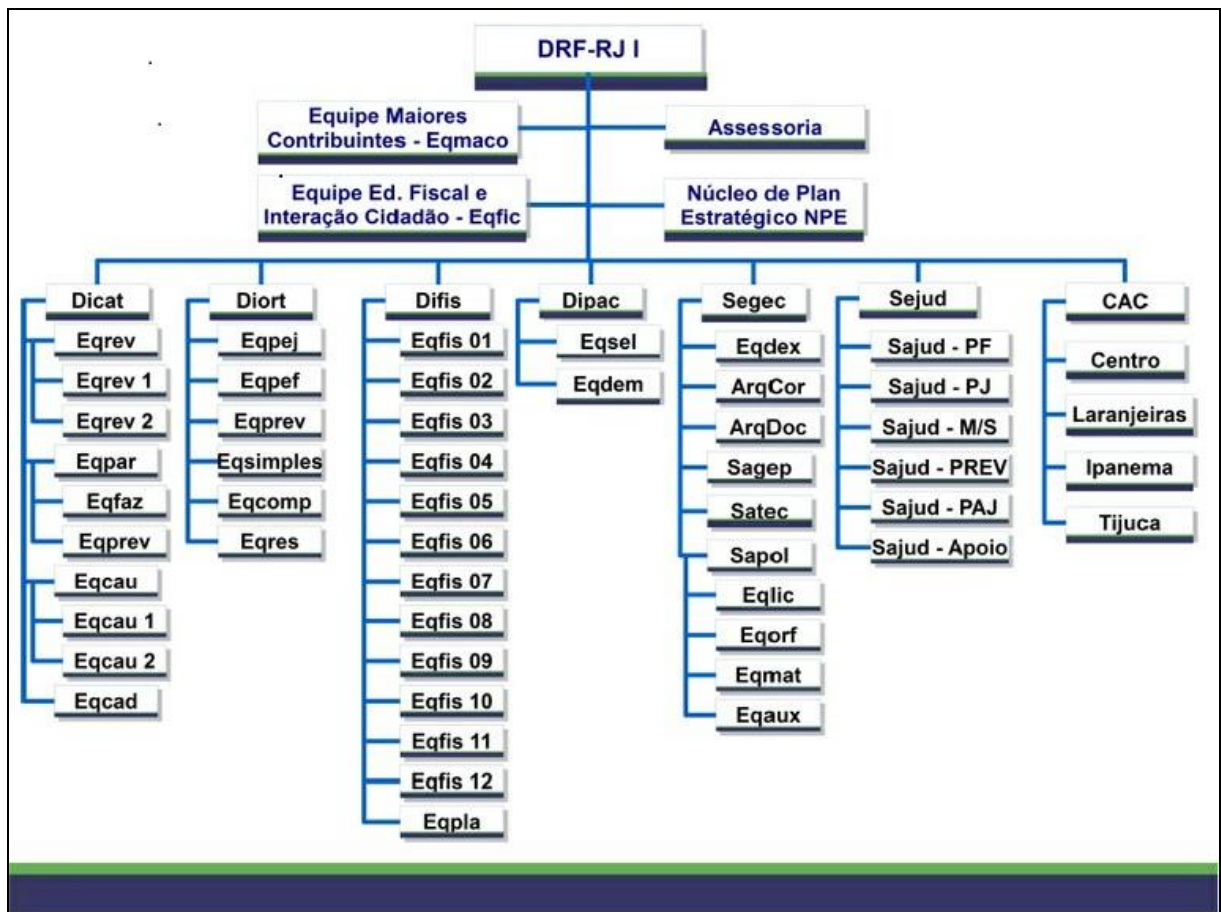 DRF-RJ I
Equipe Maiores
Contribuintes - Eqmaco
Assessoria
Equipe Ed. Fiscal e
Interação Cidadão - Eqfic
Núcleo de Plan
Estratégico NPE
Dicat
Eqrev
Eqrev 1
Eqrev 2
Eqpar
Eqfaz
Eqprev
Eqcau
Eqcau 1
Eqcau 2
Eqcad
Diort
Eqpej
Eqpef
Eqprev
Eqsimples
Eqcomp
Eqres
Difis
Eqfis 01
Eqfis 02
Eqfis 03
Eqfis 04
Eqfis 05
Eqfis 06
Eqfis 07
Eqfis 08
Eqfis 09
Eqfis 10
Eqfis 11
Eqfis 12
Eqpla
Dipac
Eqsel
Eqdem
Segec
Eqdex
ArqCor
ArqDoc
Sagep
Satec
Sapol
Eqlic
Eqorf
Eqmat
Eqaux
Sejud
Sajud - PF
Sajud - PJ
Sajud - M/S
Sajud - PREV
Sajud - PAJ
Sajud - Apoio
CAC
Centro
Laranjeiras
Ipanema
Tijuca